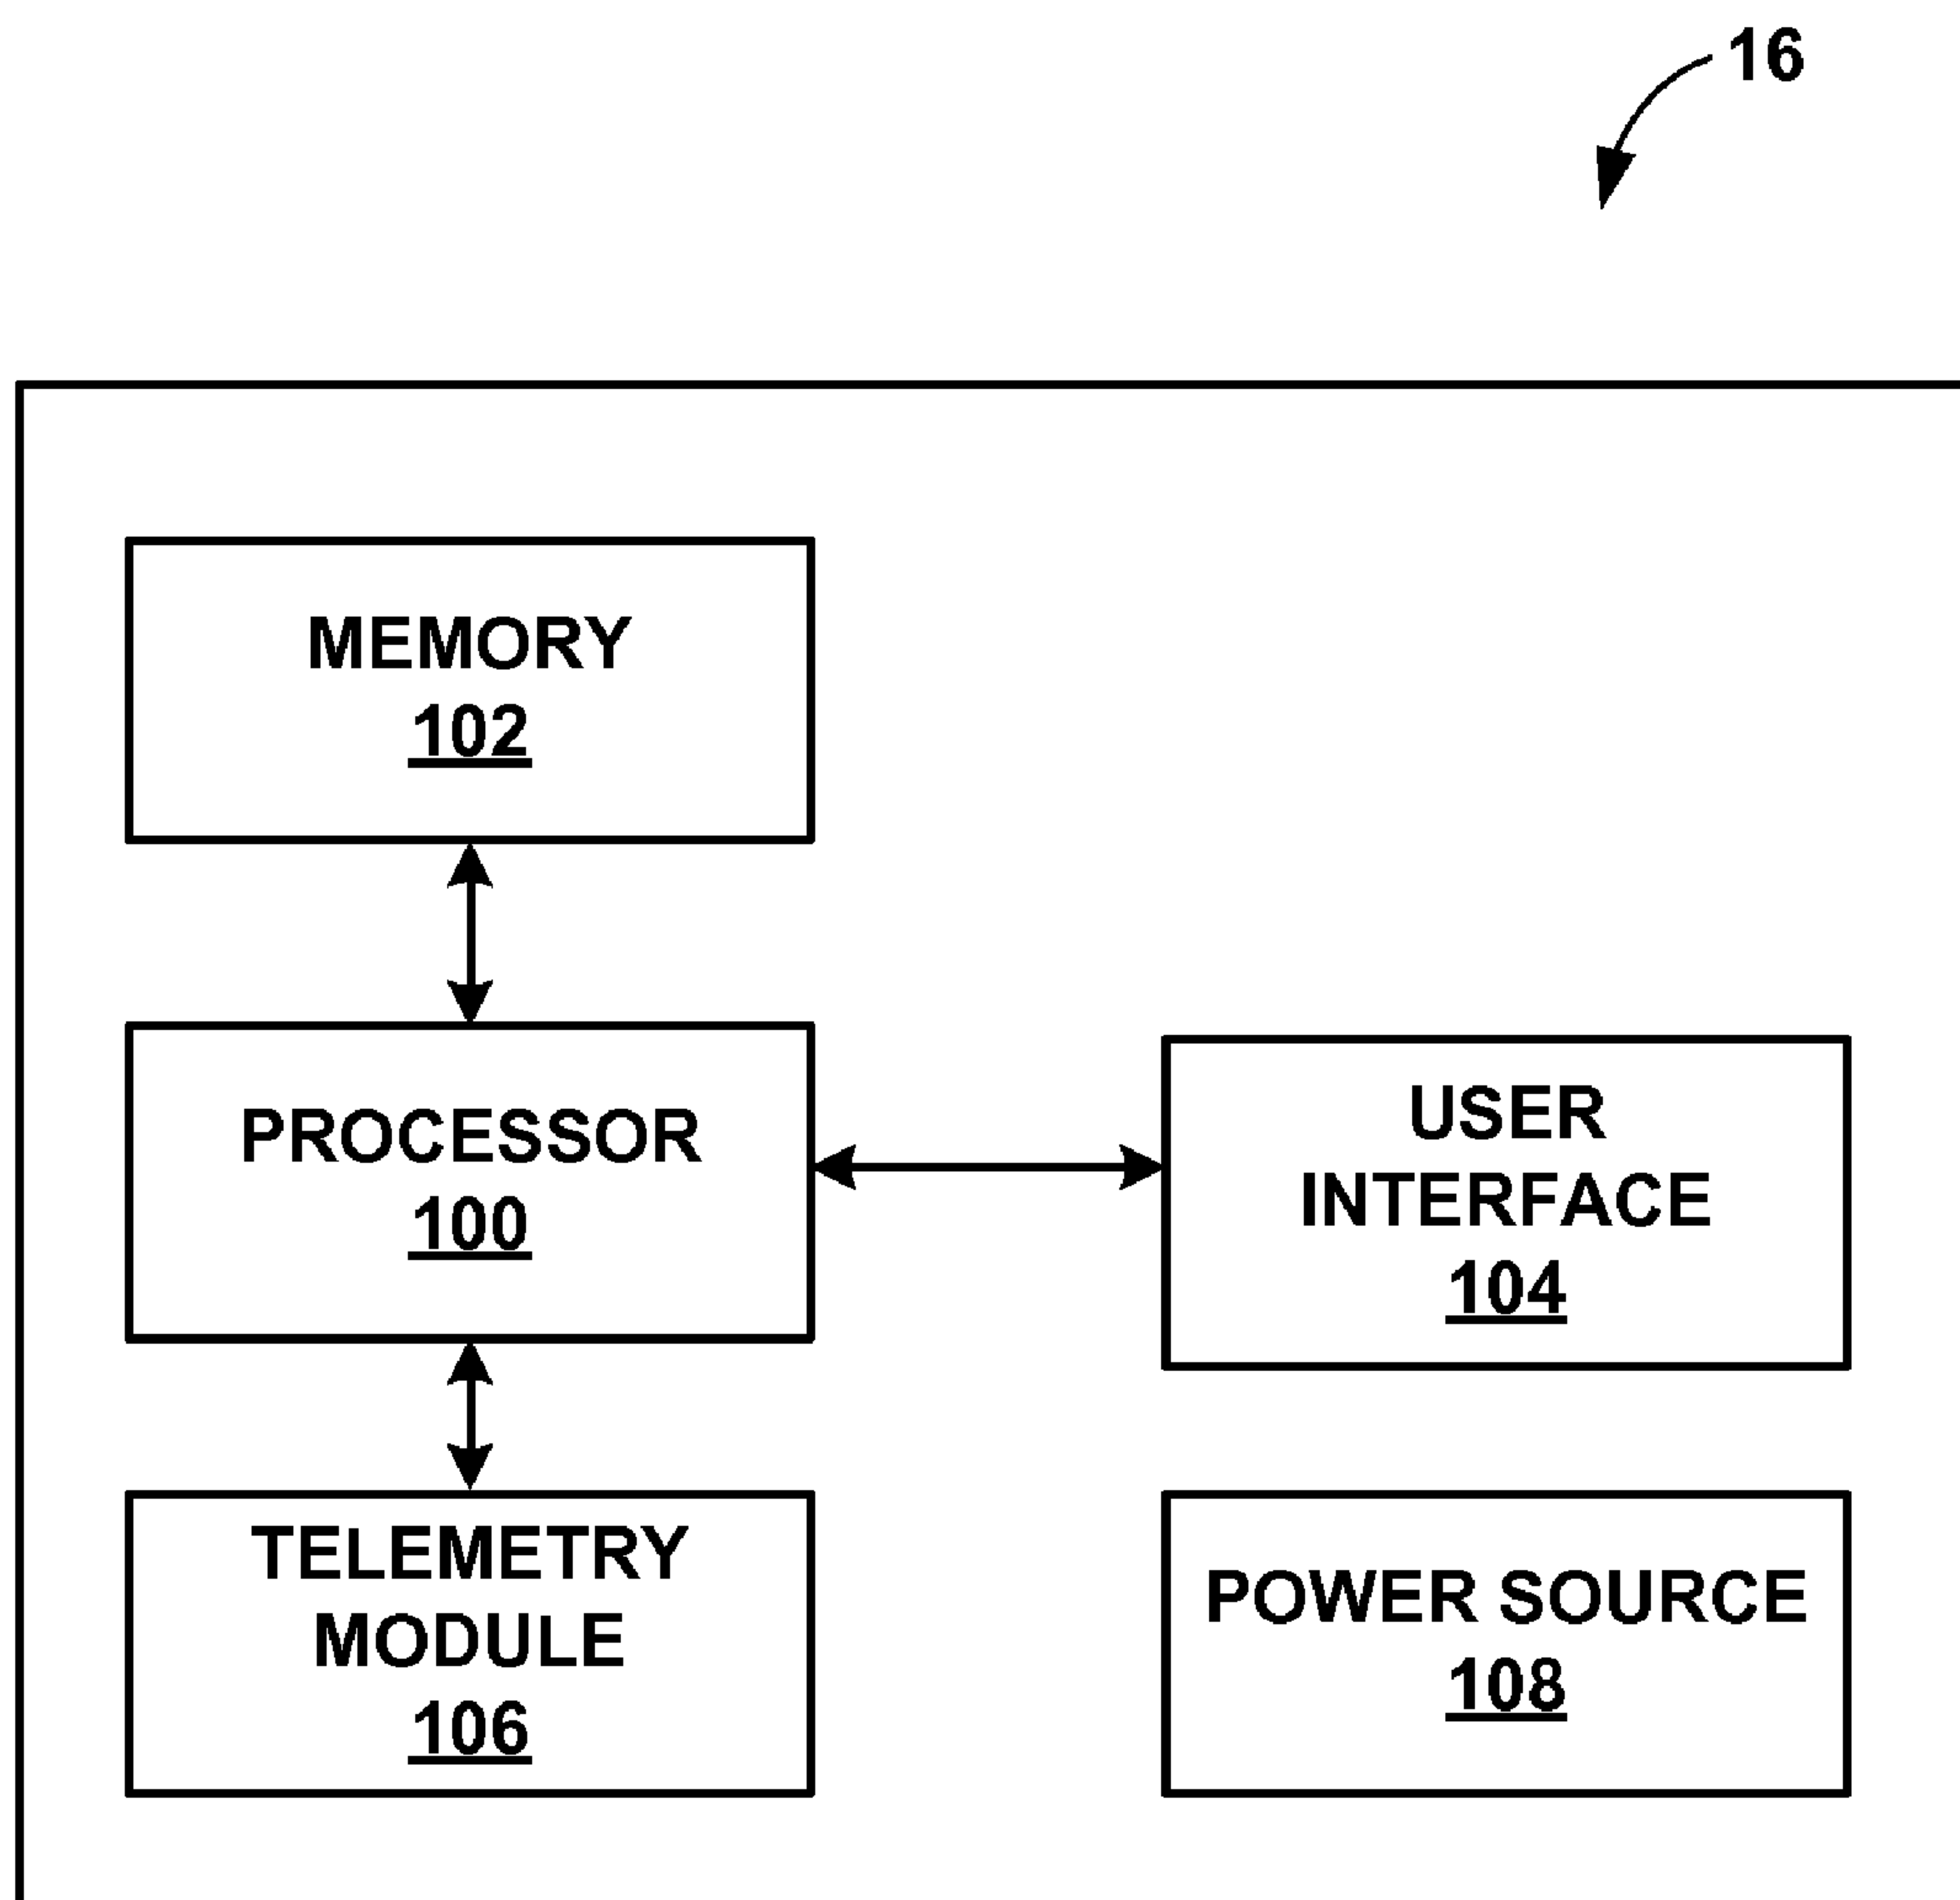 16
MEMORY
102
PROCESSOR
100
USER
INTERFACE
104
TELEMETRY
MODULE
106
POWER SOURCE
108